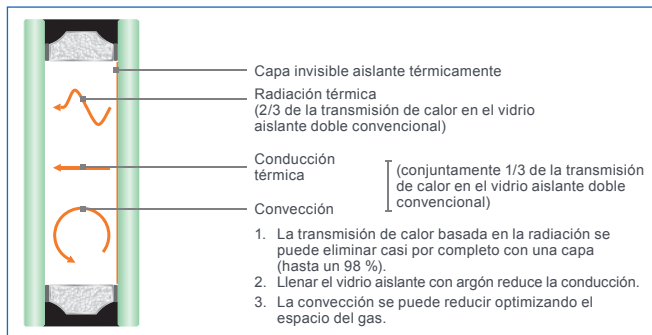 Capa invisible aislante térmicamente
Radiación térmica
(2/3 de la transmisión de calor en el vidrio
aislante doble convencional)
Conducción
térmica
(conjuntamente 1/3 de la transmisión
de calor en el vidrio aislante doble
convencional)
Convección
1. La transmisión de calor basada en la radiación se
puede eliminar casi por completo con una capa
(hasta un 98 %).
2. Llenar el vidrio aislante con argón reduce la conducción.
3. La convección se puede reducir optimizando el
espacio del gas.